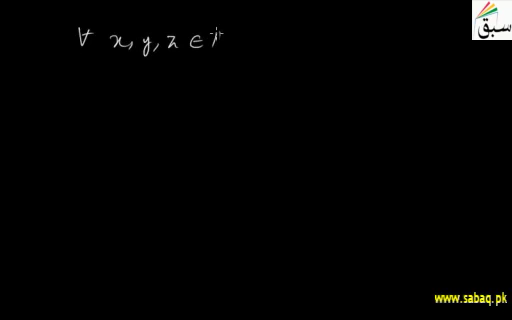 ∀ x, y, z ∈
سبق
www.sabaq.pk